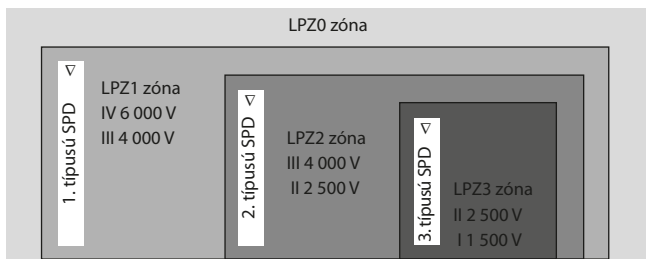 LPZ0 zóna
1. típusú SPD
LPZ1 zóna
IV 6 000 V
III 4 000 V
2. típusú SPD
LPZ2 zóna
III 4 000 V
II 2 500 V
3. típusú SPD
LPZ3 zóna
II 2 500 V
I 1 500 V